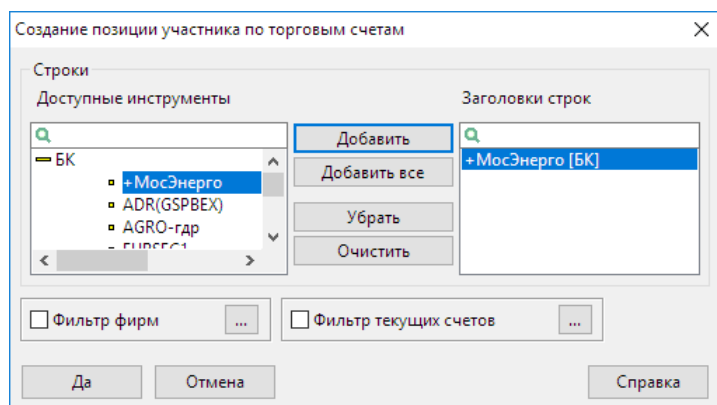 Создание позиции участника по торговым счетам
Строки
Доступные инструменты
Заголовки строк
БК
+МосЭнерго
ADR(GSPBEX)
AGRO-гдр
Добавить
Добавить все
Убрать
Очистить
+МосЭнерго [БК]
Фильтр фирм
...
Фильтр текущих счетов
...
Да
Отмена
Справка